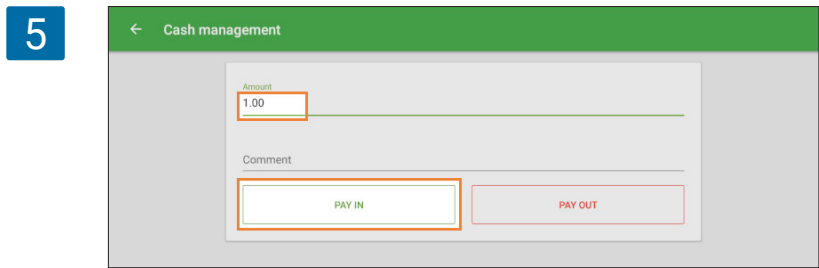 5
Cash management
Amount
1.00
Comment
PAY IN
PAY OUT